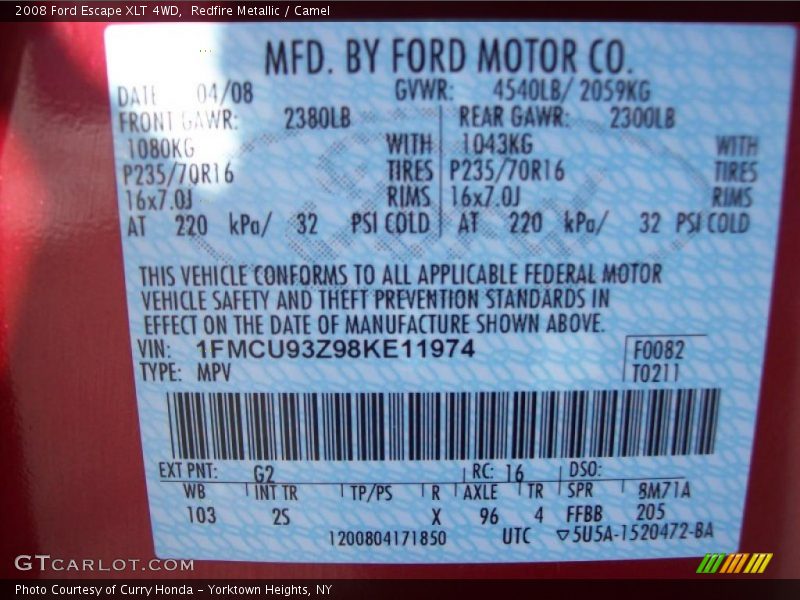 2008 Ford Escape XLT 4WD,  Redfire Metallic / Camel
MFD. BY FORD MOTOR CO.
DATE 04/08 GVWR: 4540LB/ 2059KG
FRONT GAWR: 2380LB REAR GAWR: 2300LB
1080KG WITH 1043KG WITH
P235/70R16 TIRES P235/70R16 TIRES
16x7.0J RIMS 16x7.0J RIMS
AT 220 kPa/ 32 PSI COLD AT 220 kPa/ 32 PSI COLD
THIS VEHICLE CONFORMS TO ALL APPLICABLE FEDERAL MOTOR
VEHICLE SAFETY AND THEFT PREVENTION STANDARDS IN
EFFECT ON THE DATE OF MANUFACTURE SHOWN ABOVE.
VIN: 1FMCU93Z98KE11974 F0082
TYPE: MPV T0211
EXT PNT: G2 RC: 16 DSO:
WB INT TR TP/PS R AXLE TR SPR 8M71A
103 2S X 96 4 FFBB 205
1200804171850 UTC ▽5U5A-1520472-BA
GTCARLOT.COM
Photo Courtesy of Curry Honda - Yorktown Heights, NY